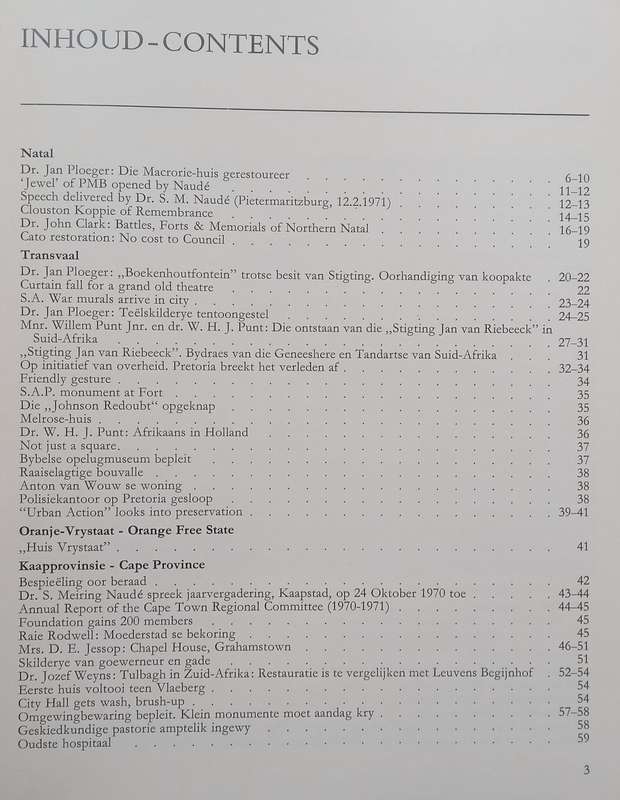 INHOUD-CONTENTS
Natal
Dr. Jan Ploeger: Die Macrorie-huis gerestoureer . . . . . . . . . . . . . 6–10
‘Jewel’ of PMB opened by Naudé . . . . . . . . . . . . . . . . 11–12
Speech delivered by Dr. S. M. Naudé (Pietermaritzburg, 12.2.1971) . . . . . . . . 12–13
Clouston Koppie of Remembrance . . . . . . . . . . . . . . . . 14–15
Dr. John Clark: Battles, Forts & Memorials of Northern Natal . . . . . . . . . 16–19
Cato restoration: No cost to Council . . . . . . . . . . . . . . . . 19
Transvaal
Dr. Jan Ploeger: „Boekenhoutfontein” trotse besit van Stigting. Oorhandiging van koopakte . 20–22
Curtain fall for a grand old theatre . . . . . . . . . . . . . . . . 22
S.A. War murals arrive in city . . . . . . . . . . . . . . . . . . 23–24
Dr. Jan Ploeger: Teëlskilderye tentoongestel . . . . . . . . . . . . . . 24–25
Mnr. Willem Punt Jnr. en dr. W. H. J. Punt: Die ontstaan van die „Stigting Jan van Riebeeck” in
Suid-Afrika . . . . . . . . . . . . . . . . . . . . . 27–31
„Stigting Jan van Riebeeck”. Bydraes van die Geneeshere en Tandartse van Suid-Afrika . . . 31
Op initiatief van overheid. Pretoria breekt het verleden af . . . . . . . . . . . 32–34
Friendly gesture . . . . . . . . . . . . . . . . . . . . . 34
S.A.P. monument at Fort . . . . . . . . . . . . . . . . . . . 35
Die „Johnson Redoubt“ opgeknap . . . . . . . . . . . . . . . . 35
Melrose-huis . . . . . . . . . . . . . . . . . . . . . . 36
Dr. W. H. J. Punt: Afrikaans in Holland . . . . . . . . . . . . . . . 36
Not just a square . . . . . . . . . . . . . . . . . . . . . 37
Bybelse opelugmuseum bepleit . . . . . . . . . . . . . . . . . 37
Raaiselagtige bouvalle . . . . . . . . . . . . . . . . . . . . 38
Anton van Wouw se woning . . . . . . . . . . . . . . . . . . 38
Polisiekantoor op Pretoria gesloop . . . . . . . . . . . . . . . . 38
“Urban Action” looks into preservation . . . . . . . . . . . . . . . 39–41
Oranje-Vrystaat - Orange Free State
„Huis Vrystaat” . . . . . . . . . . . . . . . . . . . . . 41
Kaapprovinsie - Cape Province
Bespieëling oor beraad . . . . . . . . . . . . . . . . . . . . 42
Dr. S. Meiring Naudé spreek jaarvergadering, Kaapstad, op 24 Oktober 1970 toe . . . . 43–44
Annual Report of the Cape Town Regional Committee (1970-1971) . . . . . . . . 44–45
Foundation gains 200 members . . . . . . . . . . . . . . . . . 45
Raie Rodwell: Moederstad se bekoring . . . . . . . . . . . . . . . 45
Mrs. D. E. Jessop: Chapel House, Grahamstown . . . . . . . . . . . . . 46–51
Skilderye van goewerneur en gade . . . . . . . . . . . . . . . . 51
Dr. Jozef Weyns: Tulbagh in Zuid-Afrika: Restauratie is te vergelijken met Leuvens Begijnhof . 52–54
Eerste huis voltooi teen Vlaeberg . . . . . . . . . . . . . . . . . 54
City Hall gets wash, brush-up . . . . . . . . . . . . . . . . . . 54
Omgewingbewaring bepleit. Klein monumente moet aandag kry . . . . . . . . . 57–58
Geskiedkundige pastorie amptelik ingewy . . . . . . . . . . . . . . 58
Oudste hospitaal . . . . . . . . . . . . . . . . . . . . . 59
3